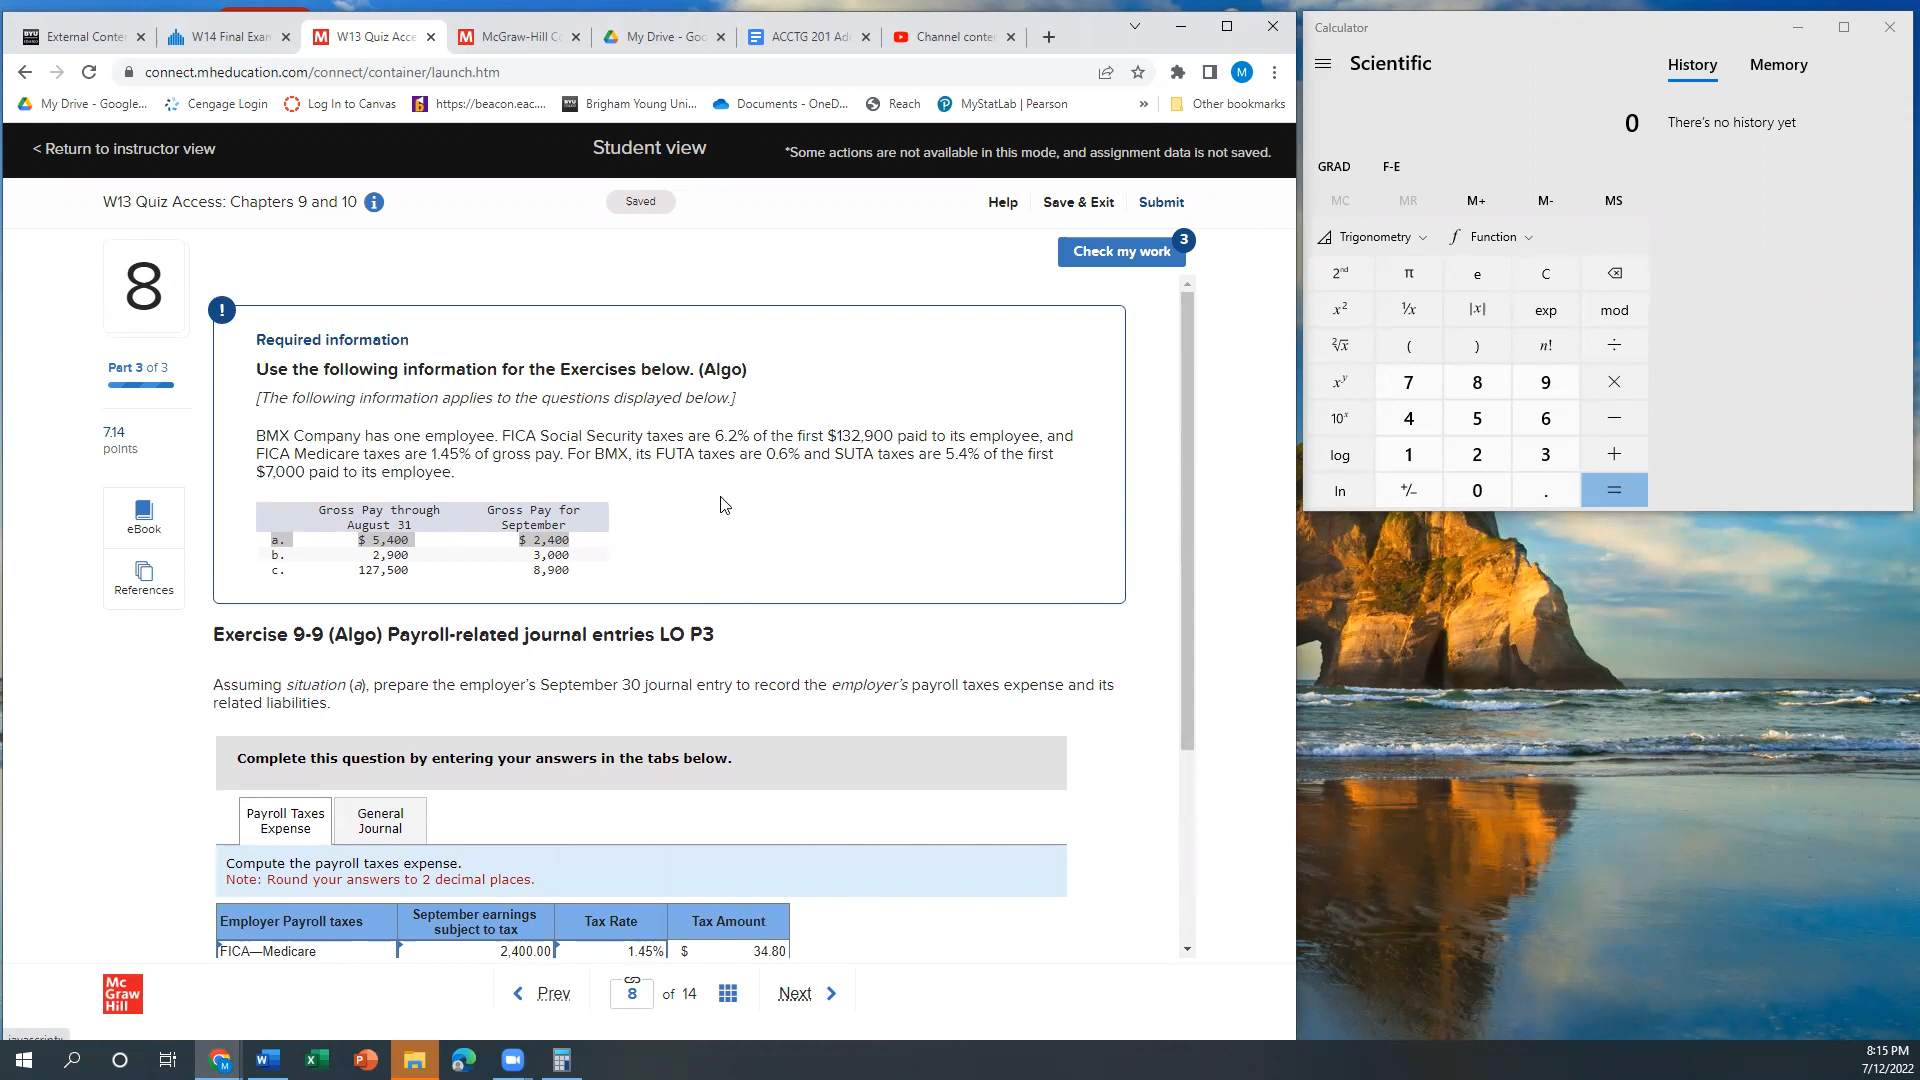 External Conte
W14 Final Exan
W13 Quiz Acce
McGraw-Hill Co
My Drive - Goo
ACCTG 201 Ad
Channel conte
connect.mheducation.com/connect/container/launch.htm
M
My Drive - Google...
Cengage Login
Log In to Canvas
https://beacon.eac....
Brigham Young Uni...
Documents - OneD...
Reach
MyStatLab | Pearson
»
Other bookmarks
< Return to instructor view
Student view
*Some actions are not available in this mode, and assignment data is not saved.
W13 Quiz Access: Chapters 9 and 10
Saved
Help
Save & Exit
Submit
Check my work
3
8
Part 3 of 3
7.14
points
eBook
References
!
Required information
Use the following information for the Exercises below. (Algo)
[The following information applies to the questions displayed below.]
BMX Company has one employee. FICA Social Security taxes are 6.2% of the first $132,900 paid to its employee, and
FICA Medicare taxes are 1.45% of gross pay. For BMX, its FUTA taxes are 0.6% and SUTA taxes are 5.4% of the first
$7,000 paid to its employee.
Gross Pay through August 31 Gross Pay for September
a. $ 5,400 $ 2,400
b. 2,900 3,000
c. 127,500 8,900
Exercise 9-9 (Algo) Payroll-related journal entries LO P3
Assuming situation (a), prepare the employer's September 30 journal entry to record the employer's payroll taxes expense and its
related liabilities.
Complete this question by entering your answers in the tabs below.
Payroll Taxes Expense
General Journal
Compute the payroll taxes expense.
Note: Round your answers to 2 decimal places.
Employer Payroll taxes September earnings subject to tax Tax Rate Tax Amount
FICA—Medicare 2,400.00 1.45% $ 34.80
Mc
Graw
Hill
Prev
8 of 14
Next
Calculator
Scientific
History
Memory
0
There's no history yet
GRAD F-E
MC MR M+ M- MS
Trigonometry Function
2nd π e C
x² ¹/x |x| exp mod
²√x ( ) n! ÷
xʸ 7 8 9 ×
10ˣ 4 5 6 −
log 1 2 3 +
ln +/− 0 . =
8:15 PM
7/12/2022